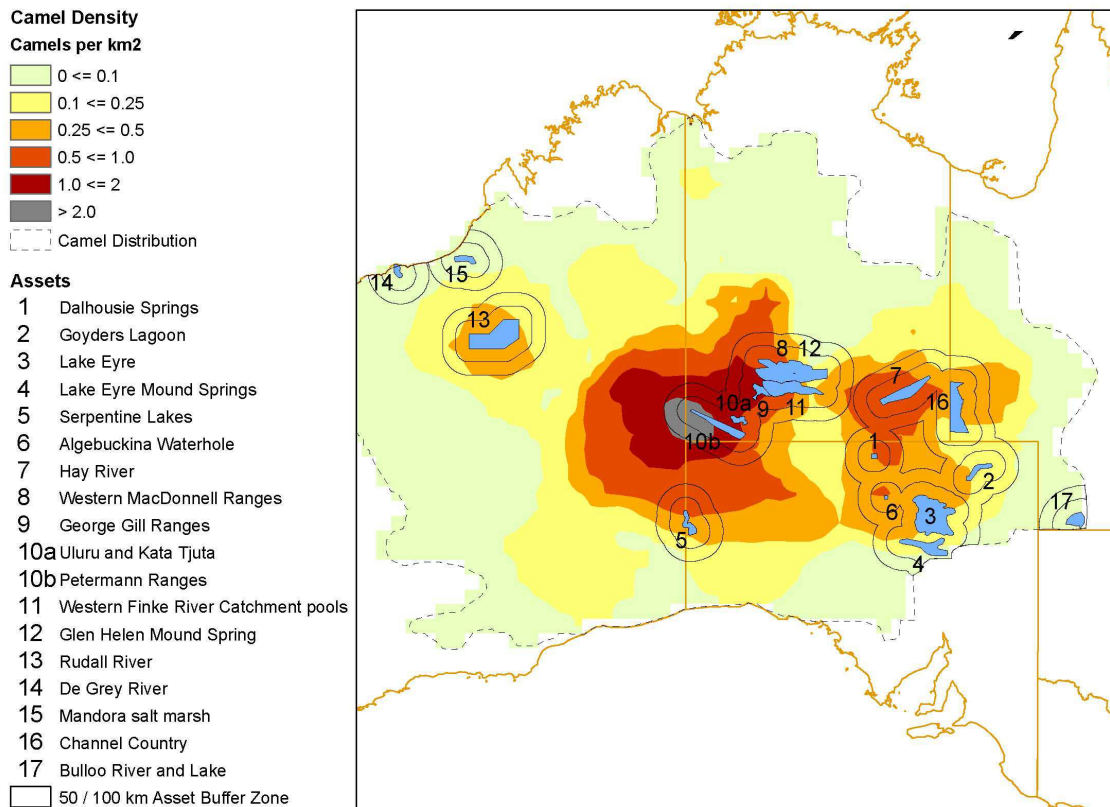 Camel Density
Camels per km2
0 <= 0.1
0.1 <= 0.25
0.25 <= 0.5
0.5 <= 1.0
1.0 <= 2
> 2.0
Camel Distribution
Assets
1 Dalhousie Springs
2 Goyders Lagoon
3 Lake Eyre
4 Lake Eyre Mound Springs
5 Serpentine Lakes
6 Algebuckina Waterhole
7 Hay River
8 Western MacDonnell Ranges
9 George Gill Ranges
10a Uluru and Kata Tjuta
10b Petermann Ranges
11 Western Finke River Catchment pools
12 Glen Helen Mound Spring
13 Rudall River
14 De Grey River
15 Mandora salt marsh
16 Channel Country
17 Bulloo River and Lake
50 / 100 km Asset Buffer Zone
14
15
13
8
12
7
16
10a
9
11
10b
1
2
6
3
17
5
4